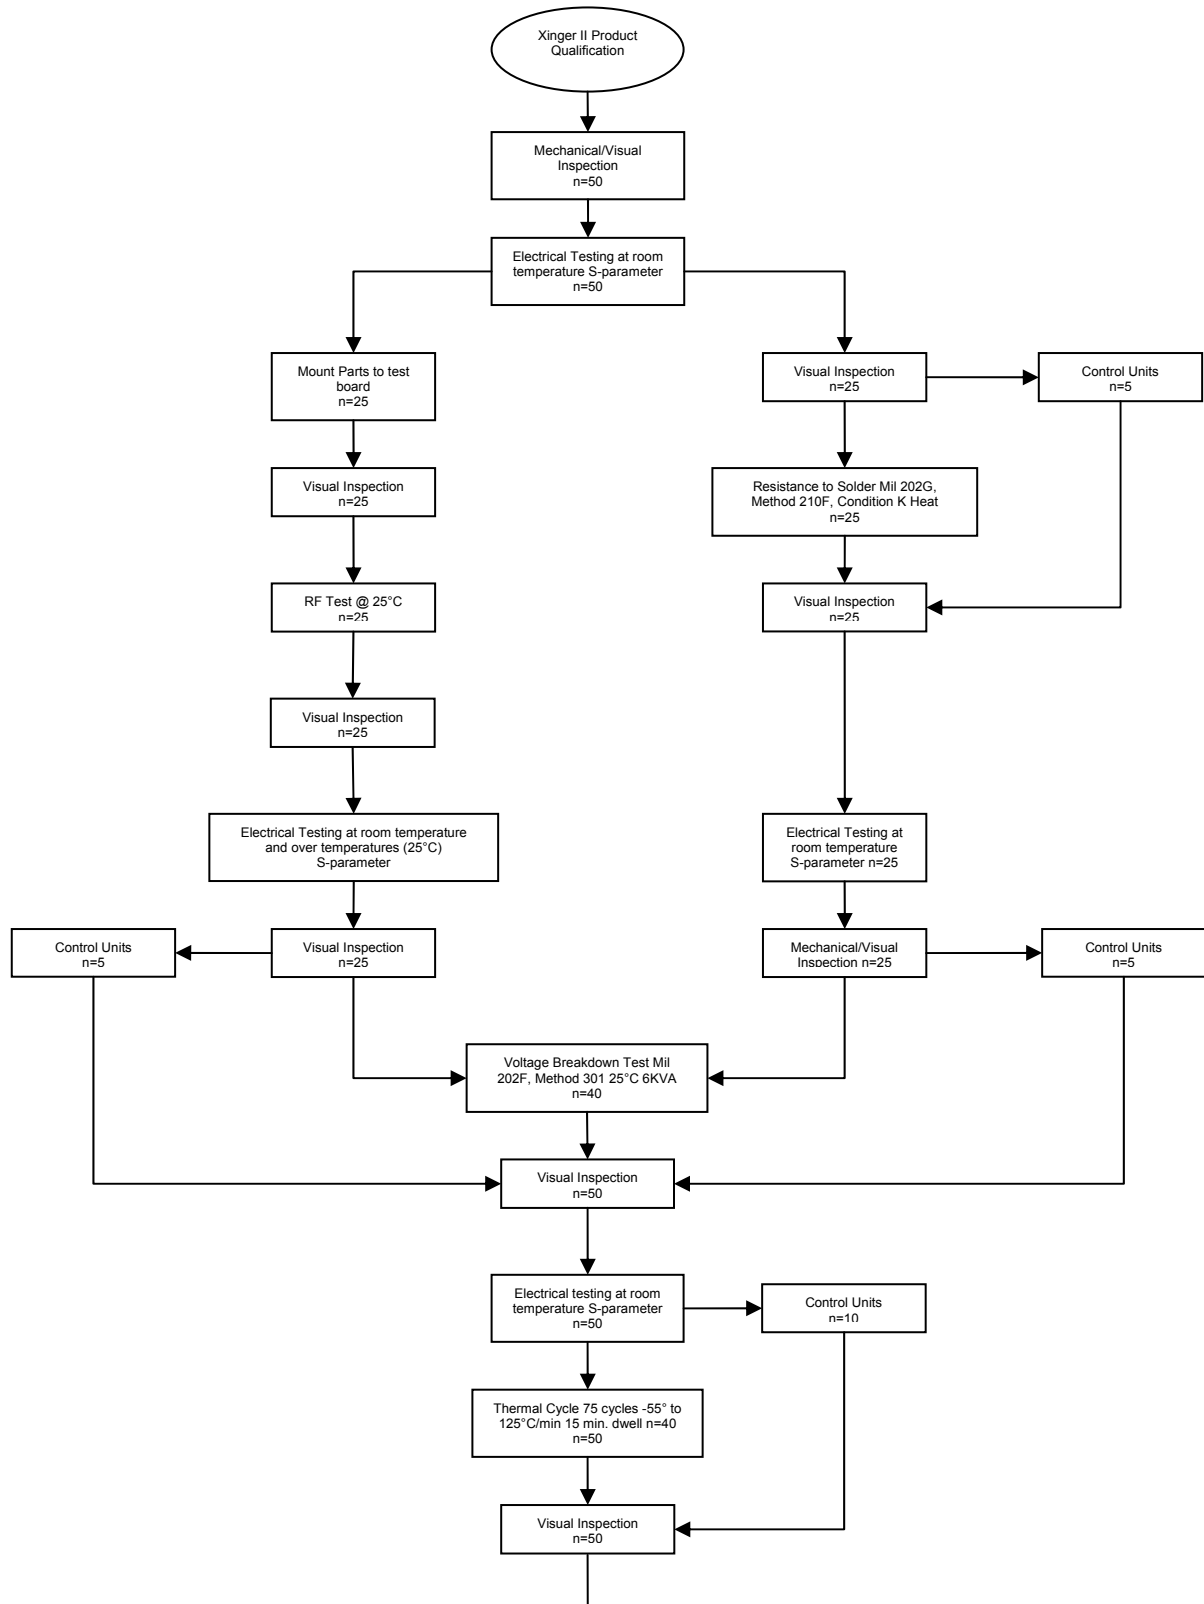 Xinger II Product
Qualification
Mechanical/Visual
Inspection
n=50
Electrical Testing at room
temperature S-parameter
n=50
Mount Parts to test
board
n=25
Visual Inspection
n=25
Control Units
n=5
Visual Inspection
n=25
Resistance to Solder Mil 202G,
Method 210F, Condition K Heat
n=25
RF Test @ 25°C
n=25
Visual Inspection
n=25
Visual Inspection
n=25
Electrical Testing at room temperature
and over temperatures (25°C)
S-parameter
Electrical Testing at
room temperature
S-parameter n=25
Control Units
n=5
Visual Inspection
n=25
Mechanical/Visual
Inspection n=25
Control Units
n=5
Voltage Breakdown Test Mil
202F, Method 301 25°C 6KVA
n=40
Visual Inspection
n=50
Electrical testing at room
temperature S-parameter
n=50
Control Units
n=10
Thermal Cycle 75 cycles -55° to
125°C/min 15 min. dwell n=40
n=50
Visual Inspection
n=50